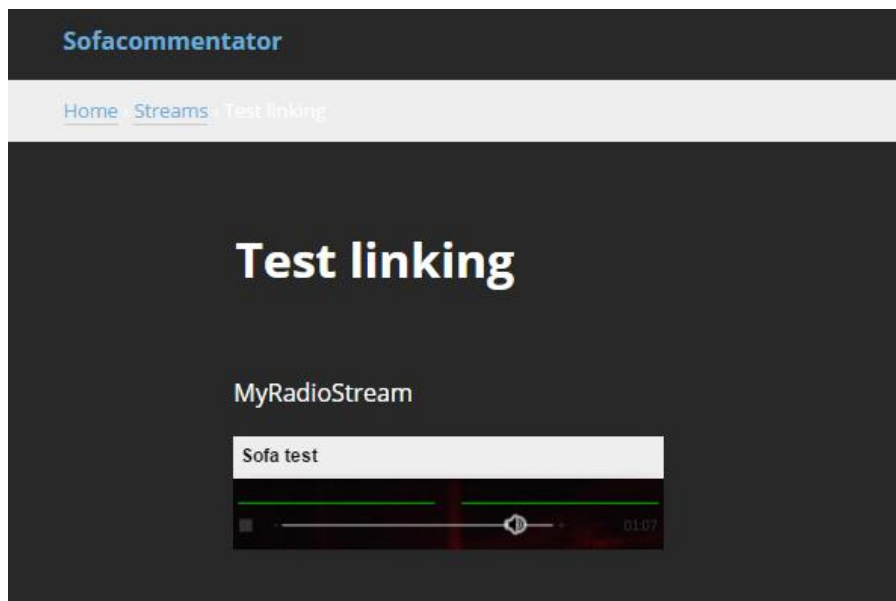 Sofacommentator
Home › Streams › Test linking
Test linking
MyRadioStream
Sofa test
- +  01:07